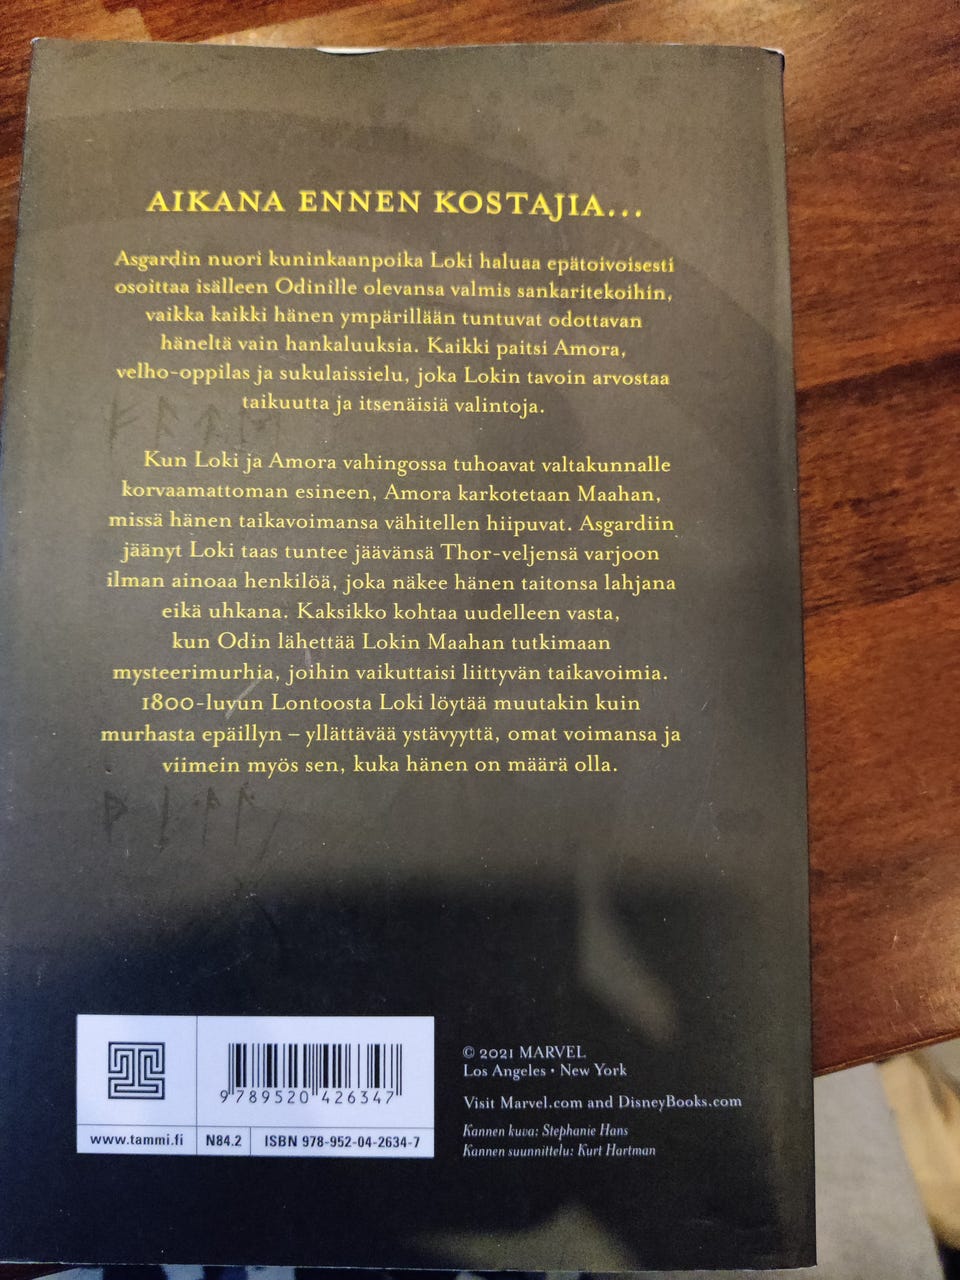 AIKANA ENNEN KOSTAJIA...
Asgardin nuori kuninkaanpoika Loki haluaa epätoivoisesti
osoittaa isälleen Odinille olevansa valmis sankaritekoihin,
vaikka kaikki hänen ympärillään tuntuvat odottavan
häneltä vain hankaluuksia. Kaikki paitsi Amora,
velho-oppilas ja sukulaissielu, joka Lokin tavoin arvostaa
taikuutta ja itsenäisiä valintoja.
Kun Loki ja Amora vahingossa tuhoavat valtakunnalle
korvaamattoman esineen, Amora karkotetaan Maahan,
missä hänen taikavoimansa vähitellen hiipuvat. Asgardiin
jäänyt Loki taas tuntee jäävänsä Thor-veljensä varjoon
ilman ainoaa henkilöä, joka näkee hänen taitonsa lahjana
eikä uhkana. Kaksikko kohtaa uudelleen vasta,
kun Odin lähettää Lokin Maahan tutkimaan
mysteerimurhia, joihin vaikuttaisi liittyvän taikavoimia.
1800-luvun Lontoosta Loki löytää muutakin kuin
murhasta epäillyn – yllättävää ystävyyttä, omat voimansa ja
viimein myös sen, kuka hänen on määrä olla.
9 789520 426347
www.tammi.fi
N84.2
ISBN 978-952-04-2634-7
© 2021 MARVEL
Los Angeles • New York
Visit Marvel.com and DisneyBooks.com
Kannen kuva: Stephanie Hans
Kannen suunnittelu: Kurt Hartman